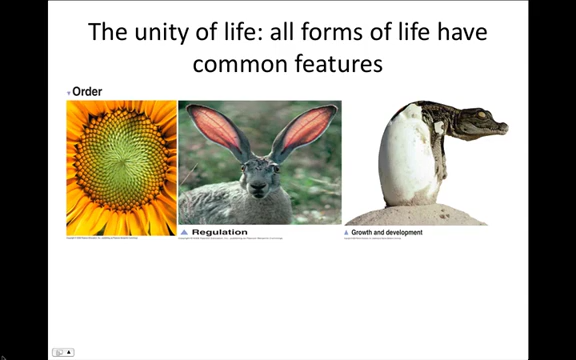 The unity of life: all forms of life have
common features
Order
Regulation
Growth and development